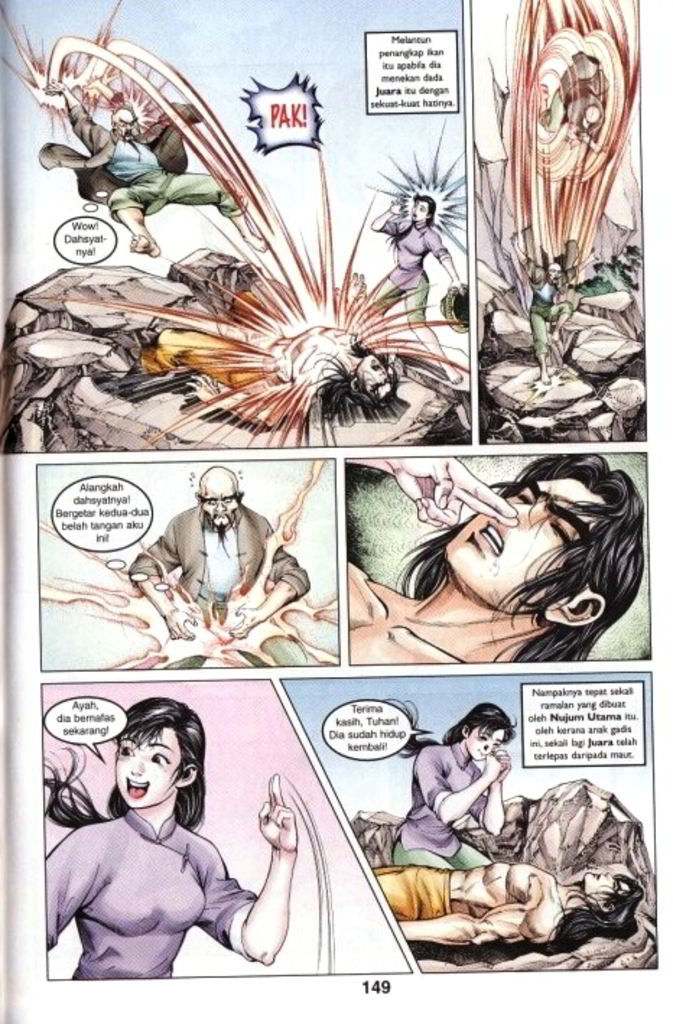 Melantun
penangkap ikan
itu apabila dia
menekan dada
Juara itu dengan
sekuat-kuat hatinya.
PAK!
Wow!
Dahsyat-
nya!
Alangkah
dahsyatnya!
Bergetar kedua-dua
belah tangan aku
ini!
Ayah,
dia bernafas
sekarang!
Terima
kasih, Tuhan!
Dia sudah hidup
kembali!
Nampaknya tepat sekali
ramalan yang dibuat
oleh Nujum Utama itu.
oleh kerana anak gadis
ini, sekali lagi Juara telah
terlepas daripada maut.
149